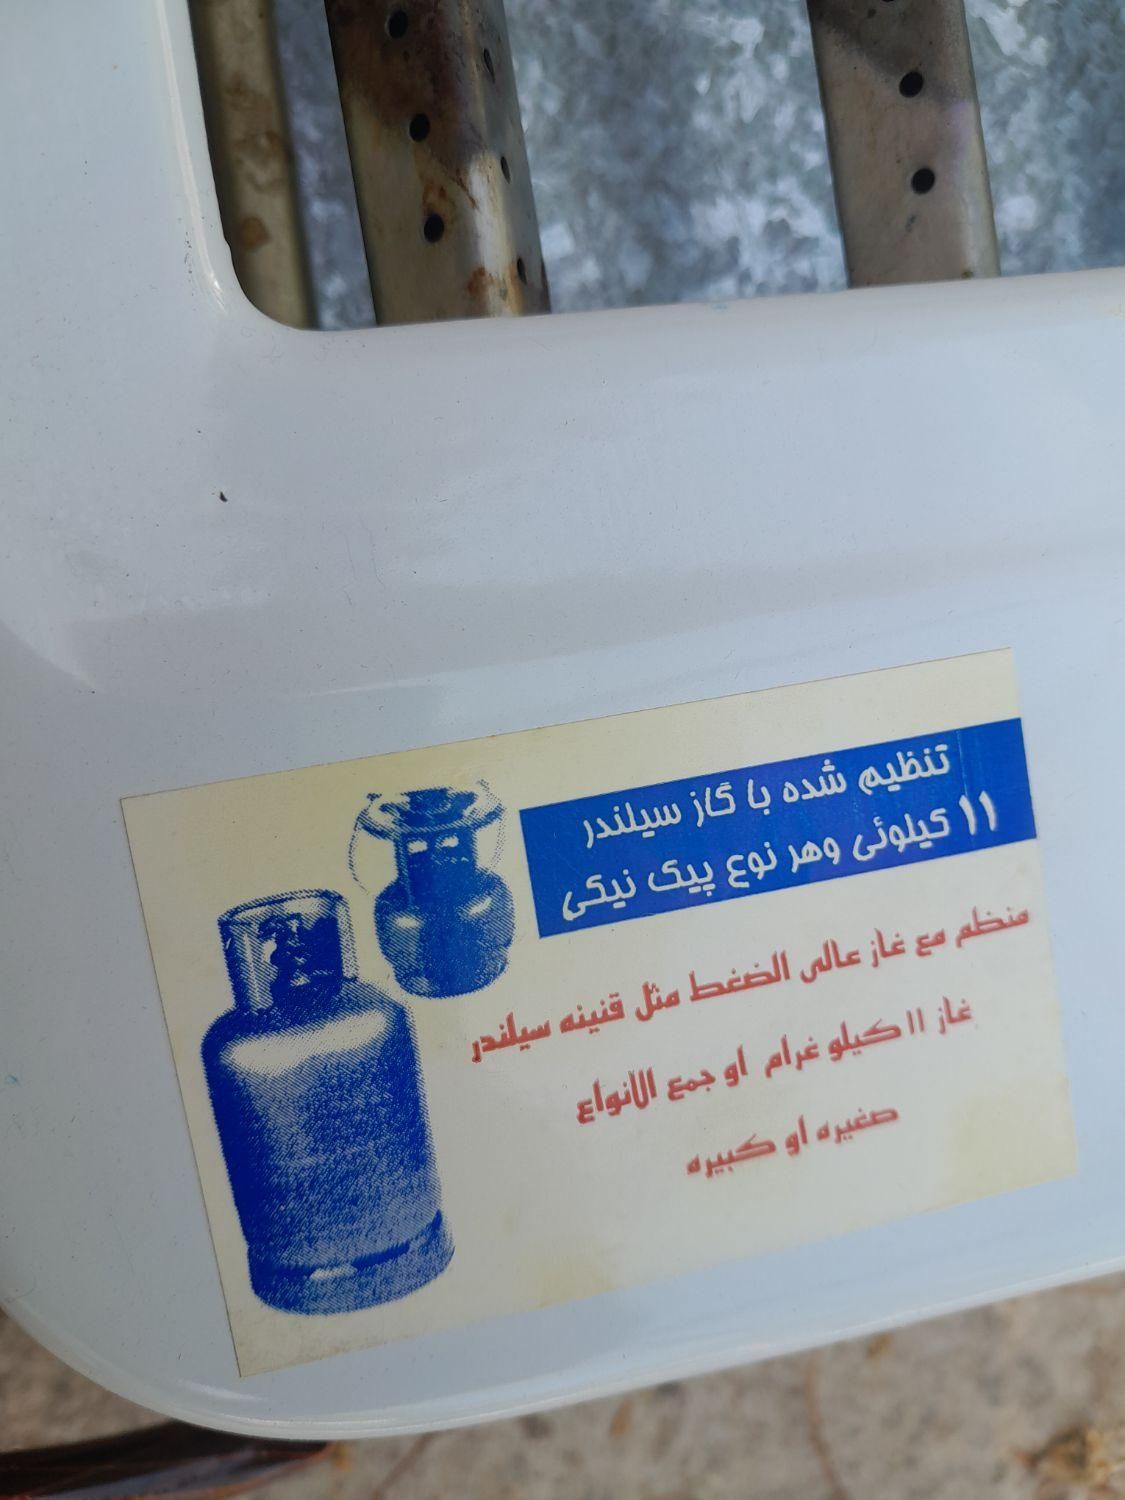 تنظیم شده با گاز سیلندر
۱۱ کیلوئی وهر نوع پیک نیکی
منظم مع غاز عالی الضغط مثل قنینه سیلندر
غاز ۱۱ کیلو غرام او جمع الانواع
صغیره او کبیره